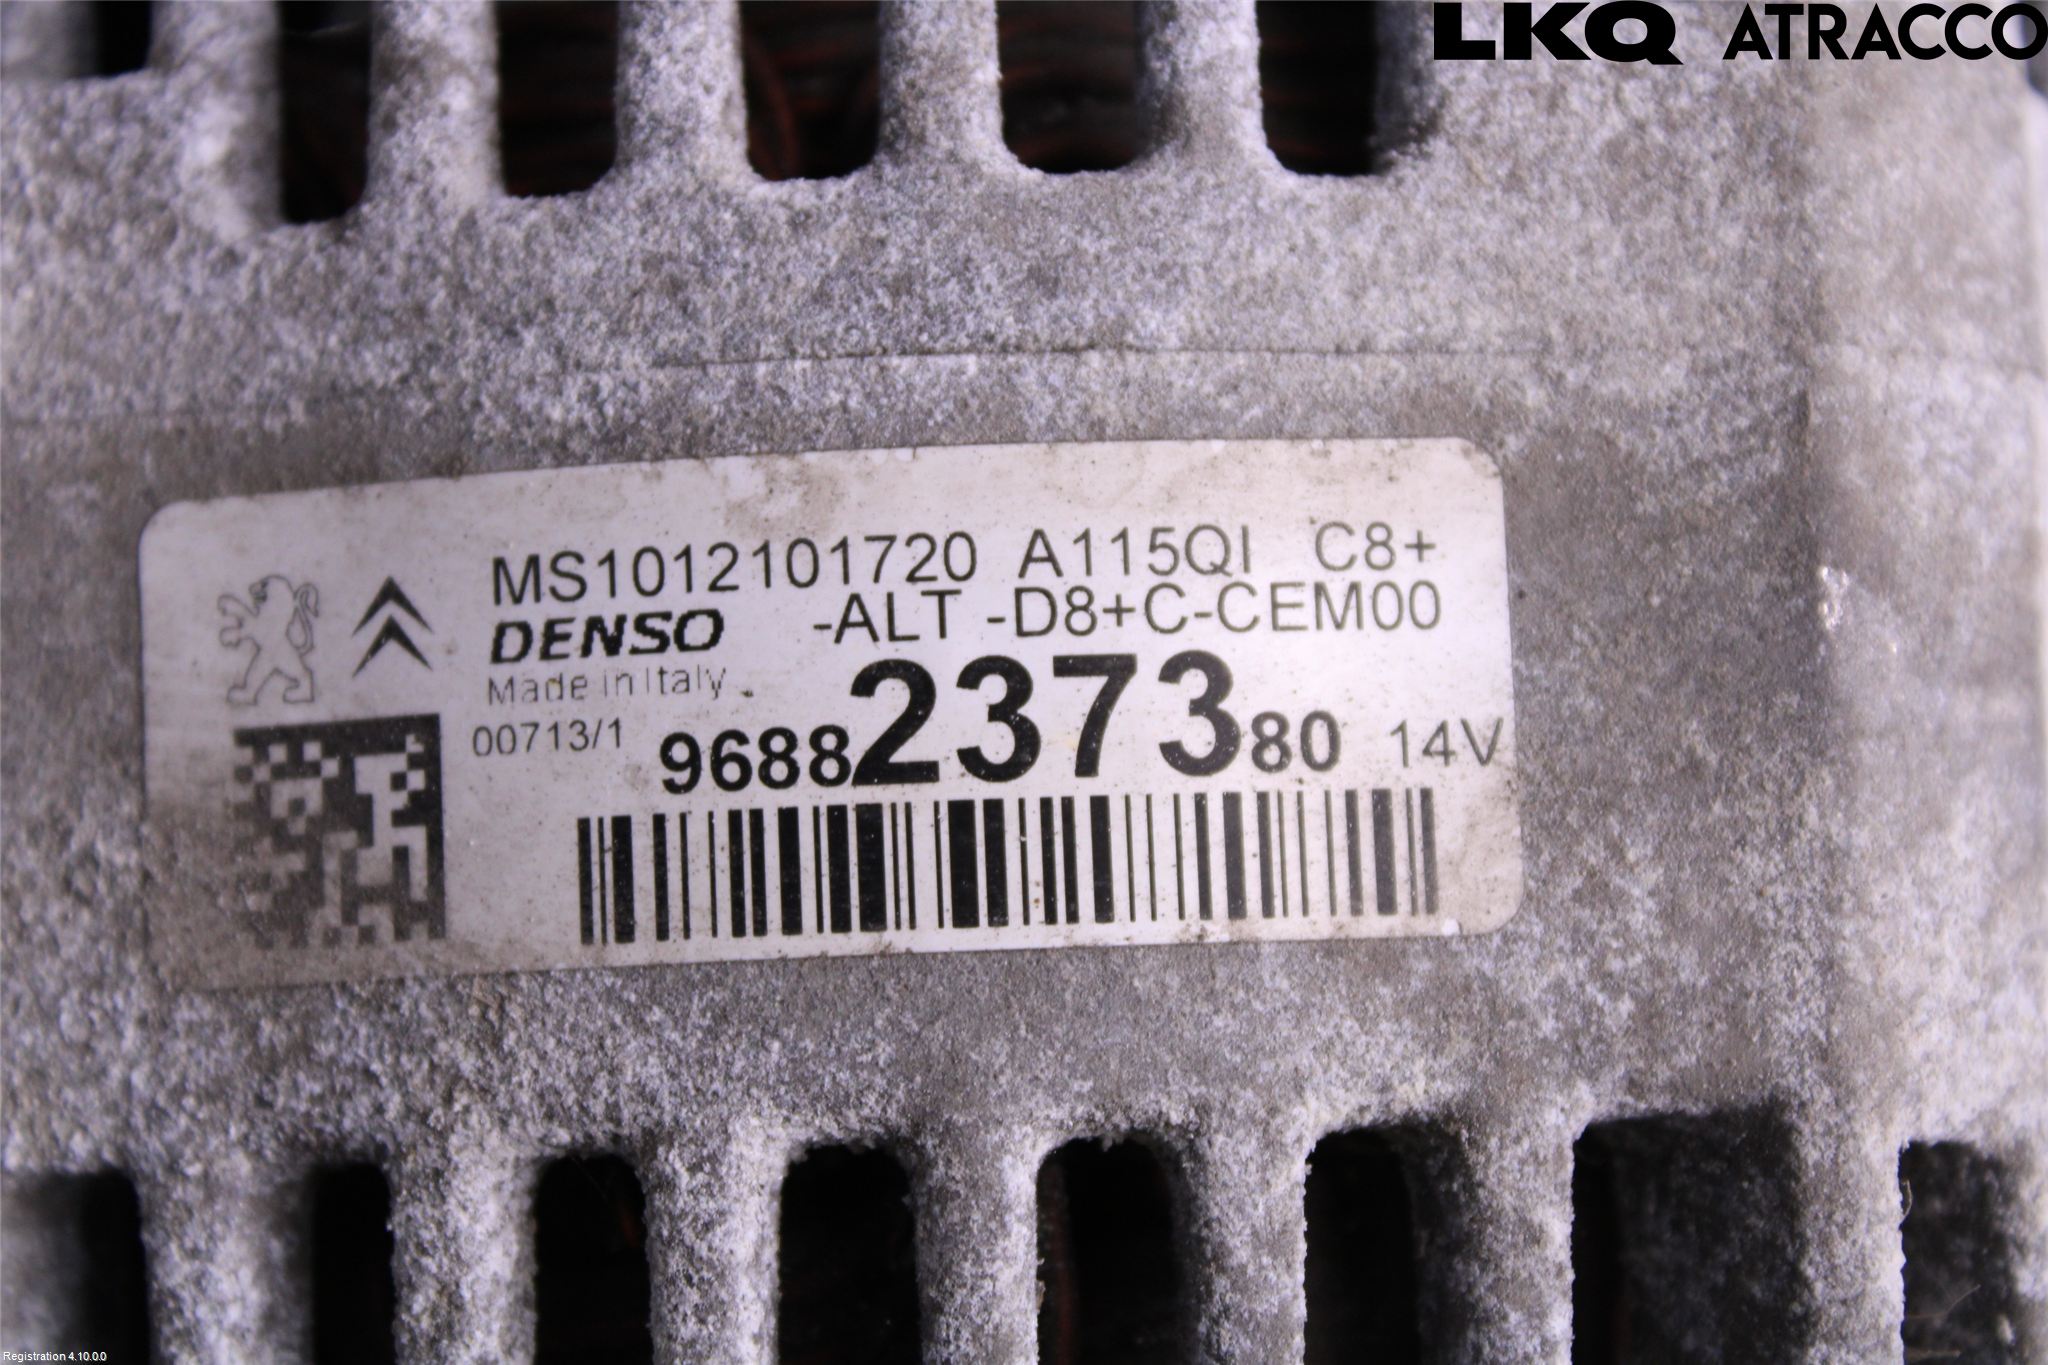 LKQ ATRACCO
MS1012101720 A115QI C8+
DENSO -ALT -D8+C-CEM00
Made in Italy
00713/1 9688237380 14V
Registration 4.10.0.0